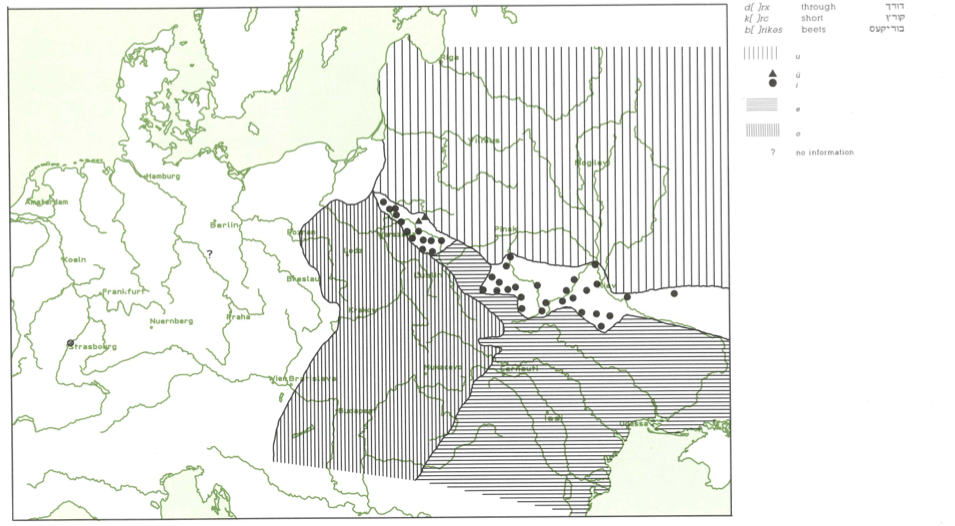 d[ ]rx through דורך
k[ ]rc short קורץ
b[ ]rikəs beets בוריקעס
u
ü
i
e
o
? no information
Riga
Vilnius
Mogilev
Hamburg
Amsterdam
Berlin
?
Poznan
Pinsk
Lodz
Koeln
Lublin
Breslau
Kiev
Frankfurt
Krakow
Praha
Nuernberg
Strasbourg
Mukacevo
Cernauti
Wien Bratislava
Budapest
Iasi
Odessa